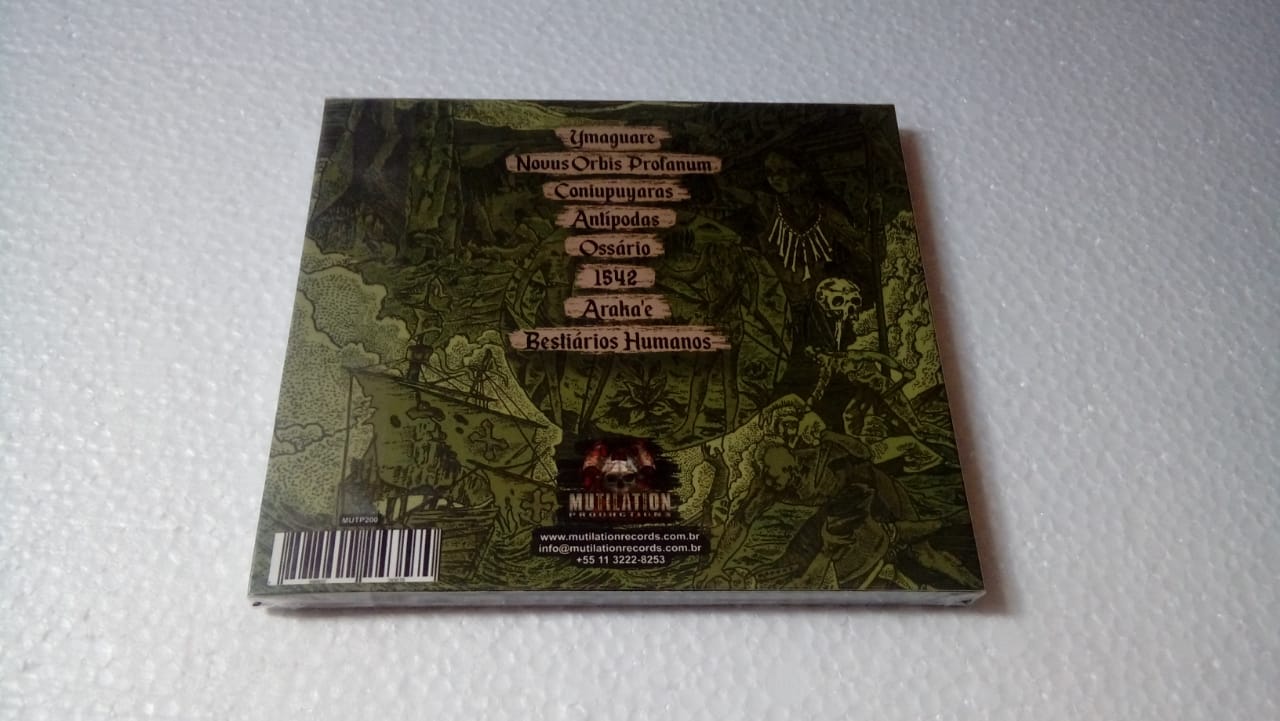 Ymaguare
Novus Orbis Profanum
Coniupuyaras
Antípodas
Ossário
1542
Araka'e
Bestiários Humanos
MUTILATION
PRODUCTIONS
MUTP200
www.mutilationrecords.com.br
info@mutilationrecords.com.br
+55 11 3222-8253